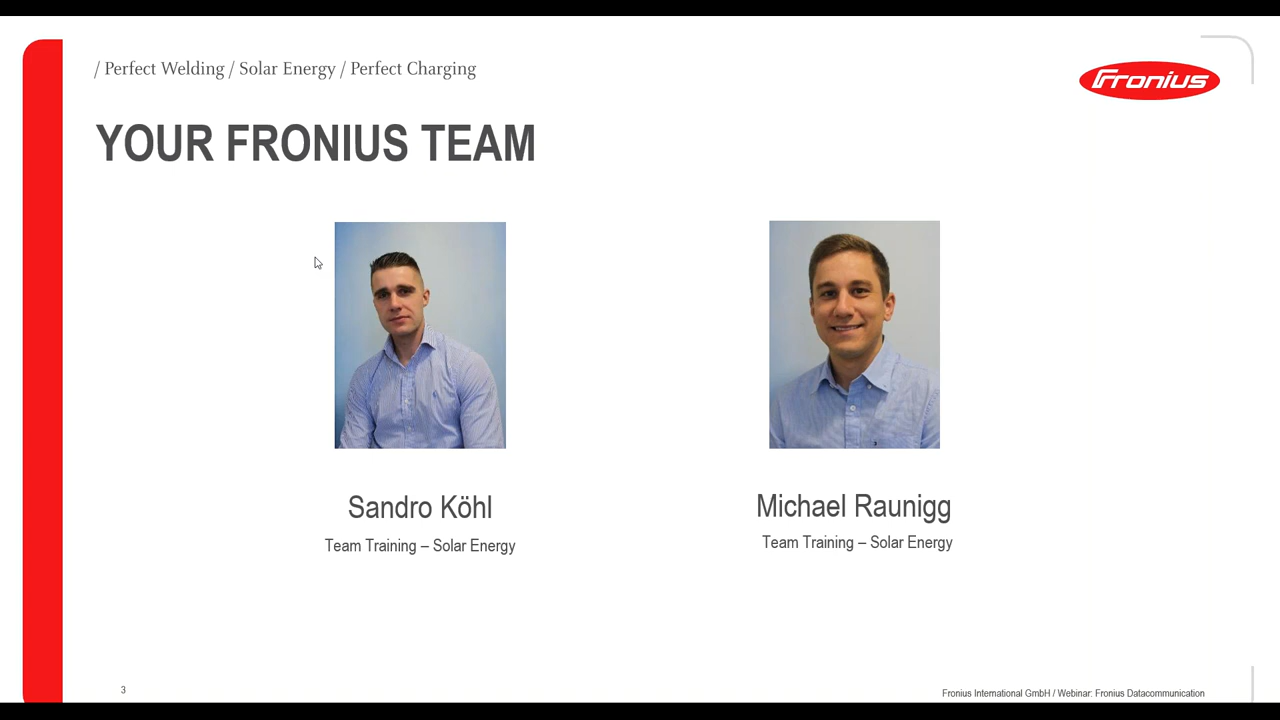 / Perfect Welding / Solar Energy / Perfect Charging
Fronius
YOUR FRONIUS TEAM
Sandro Köhl
Michael Raunigg
Team Training – Solar Energy
Team Training – Solar Energy
3
Fronius International GmbH / Webinar: Fronius Datacommunication